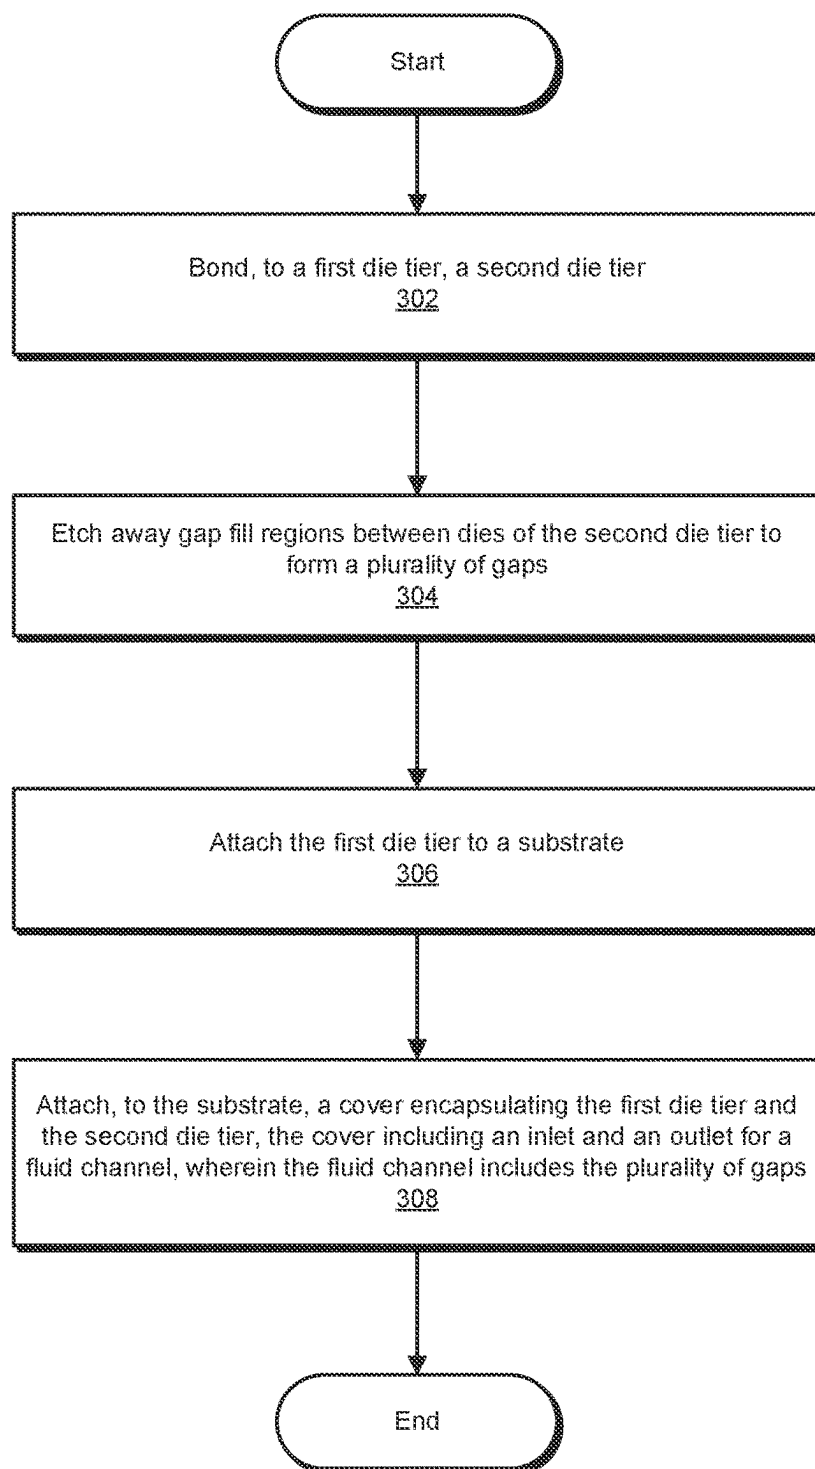 Start
Bond, to a first die tier, a second die tier
302
Etch away gap fill regions between dies of the second die tier to
form a plurality of gaps
304
Attach the first die tier to a substrate
306
Attach, to the substrate, a cover encapsulating the first die tier and
the second die tier, the cover including an inlet and an outlet for a
fluid channel, wherein the fluid channel includes the plurality of gaps
308
End